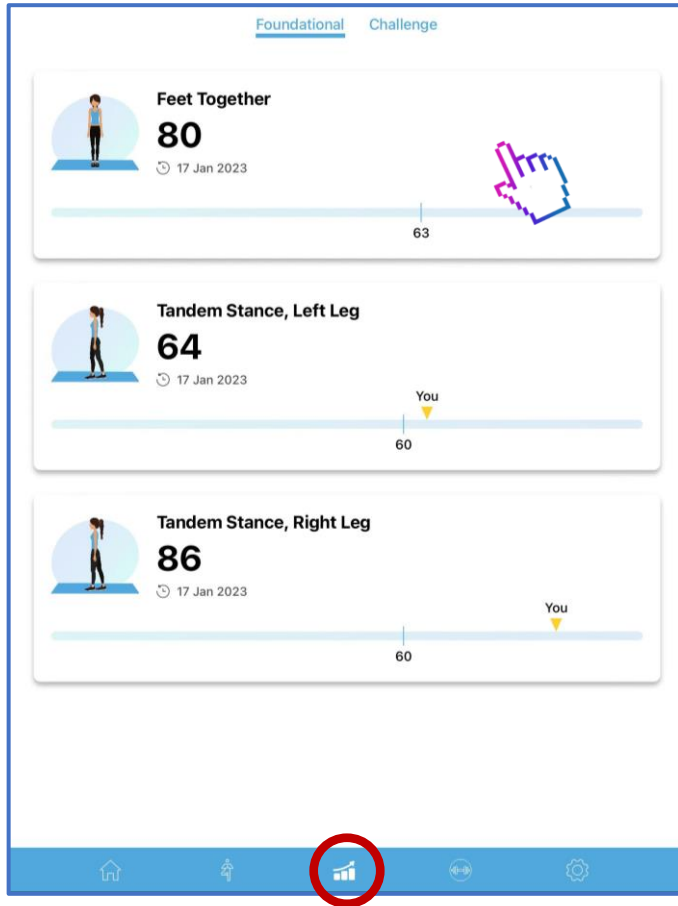 Foundational Challenge
Feet Together
80
17 Jan 2023
63
Tandem Stance, Left Leg
64
17 Jan 2023
You
60
Tandem Stance, Right Leg
86
17 Jan 2023
You
60